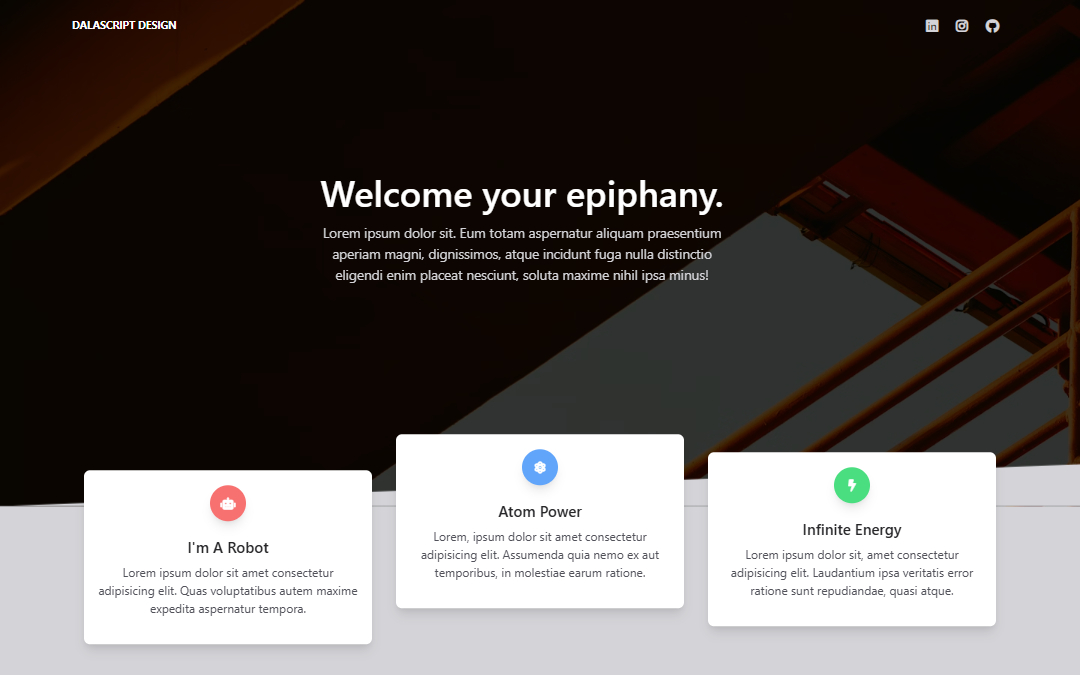 DALASCRIPT DESIGN
Welcome your epiphany.
Lorem ipsum dolor sit. Eum totam aspernatur aliquam praesentium
aperiam magni, dignissimos, atque incidunt fuga nulla distinctio
eligendi enim placeat nesciunt, soluta maxime nihil ipsa minus!
I'm A Robot
Lorem ipsum dolor sit amet consectetur
adipisicing elit. Quas voluptatibus autem maxime
expedita aspernatur tempora.
Atom Power
Lorem, ipsum dolor sit amet consectetur
adipisicing elit. Assumenda quia nemo ex aut
temporibus, in molestiae earum ratione.
Infinite Energy
Lorem ipsum dolor sit, amet consectetur
adipisicing elit. Laudantium ipsa veritatis error
ratione sunt repudiandae, quasi atque.